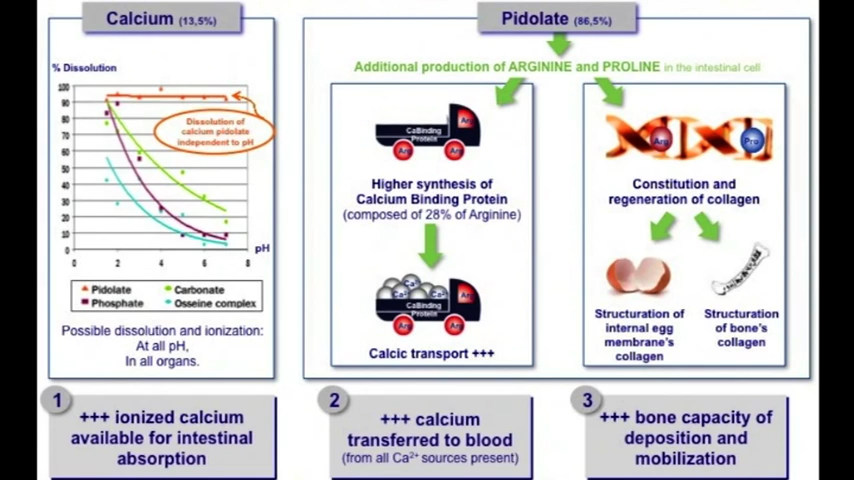 Calcium (13,5%)
Pidolate (86,5%)
% Dissolution
100
90
80
70
60
50
40
30
20
10
0
0
2
4
6
8
pH
Dissolution of
calcium pidolate
independent to pH
Pidolate
Carbonate
Phosphate
Osseine complex
Possible dissolution and ionization:
At all pH,
In all organs.
Additional production of ARGININE and PROLINE in the intestinal cell
Arg
CaBinding
Protein
Arg
Arg
Higher synthesis of
Calcium Binding Protein
(composed of 28% of Arginine)
Ca²⁺
CaBinding
Protein
Arg
Arg
Arg
Calcic transport +++
Arg
Pro
Constitution and
regeneration of collagen
Structuration of
internal egg
membrane's
collagen
Structuration
of bone's
collagen
1
+++ ionized calcium
available for intestinal
absorption
2
+++ calcium
transferred to blood
(from all Ca²⁺ sources present)
3
+++ bone capacity of
deposition and
mobilization